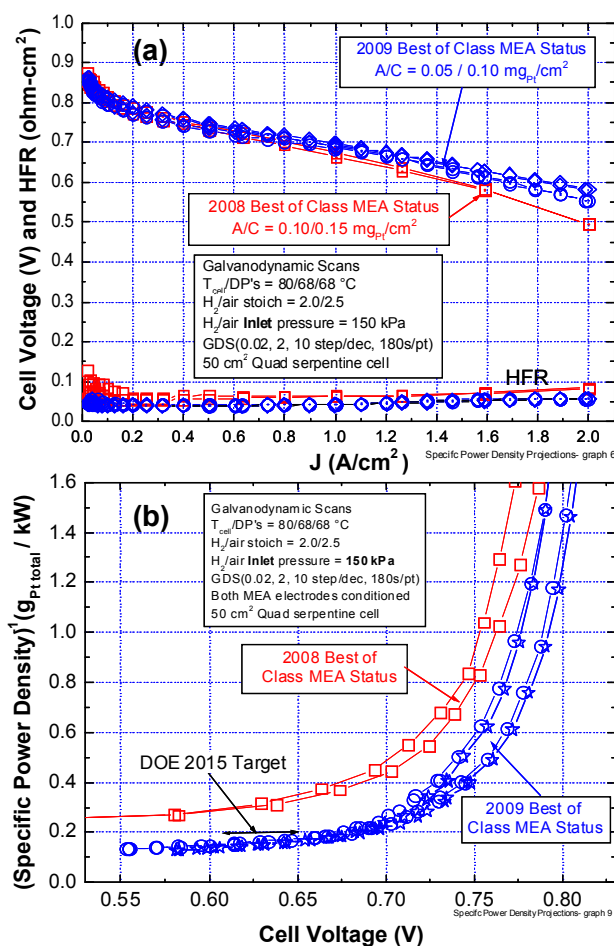 (a)
2009 Best of Class MEA Status
A/C = 0.05 / 0.10 mgPt/cm2
2008 Best of Class MEA Status
A/C = 0.10/0.15 mgPt/cm2
Galvanodynamic Scans
Tcell/DP's = 80/68/68 °C
H2/air stoich = 2.0/2.5
H2/air Inlet pressure = 150 kPa
GDS(0.02, 2, 10 step/dec, 180s/pt)
50 cm2 Quad serpentine cell
HFR
Cell Voltage (V) and HFR (ohm-cm2)
1.0
0.9
0.8
0.7
0.6
0.5
0.4
0.3
0.2
0.1
0.0
0.0 0.2 0.4 0.6 0.8 1.0 1.2 1.4 1.6 1.8 2.0
J (A/cm2)
Specifc Power Density Projections- graph 6
(b)
Galvanodynamic Scans
Tcell/DP's = 80/68/68 °C
H2/air stoich = 2.0/2.5
H2/air Inlet pressure = 150 kPa
GDS(0.02, 2, 10 step/dec, 180s/pt)
Both MEA electrodes conditioned
50 cm2 Quad serpentine cell
2008 Best of
Class MEA Status
DOE 2015 Target
2009 Best of
Class MEA Status
(Specific Power Density)1(gPt total / kW)
1.6
1.4
1.2
1.0
0.8
0.6
0.4
0.2
0.0
0.55 0.60 0.65 0.70 0.75 0.80
Cell Voltage (V)
Specifc Power Density Projections- graph 9